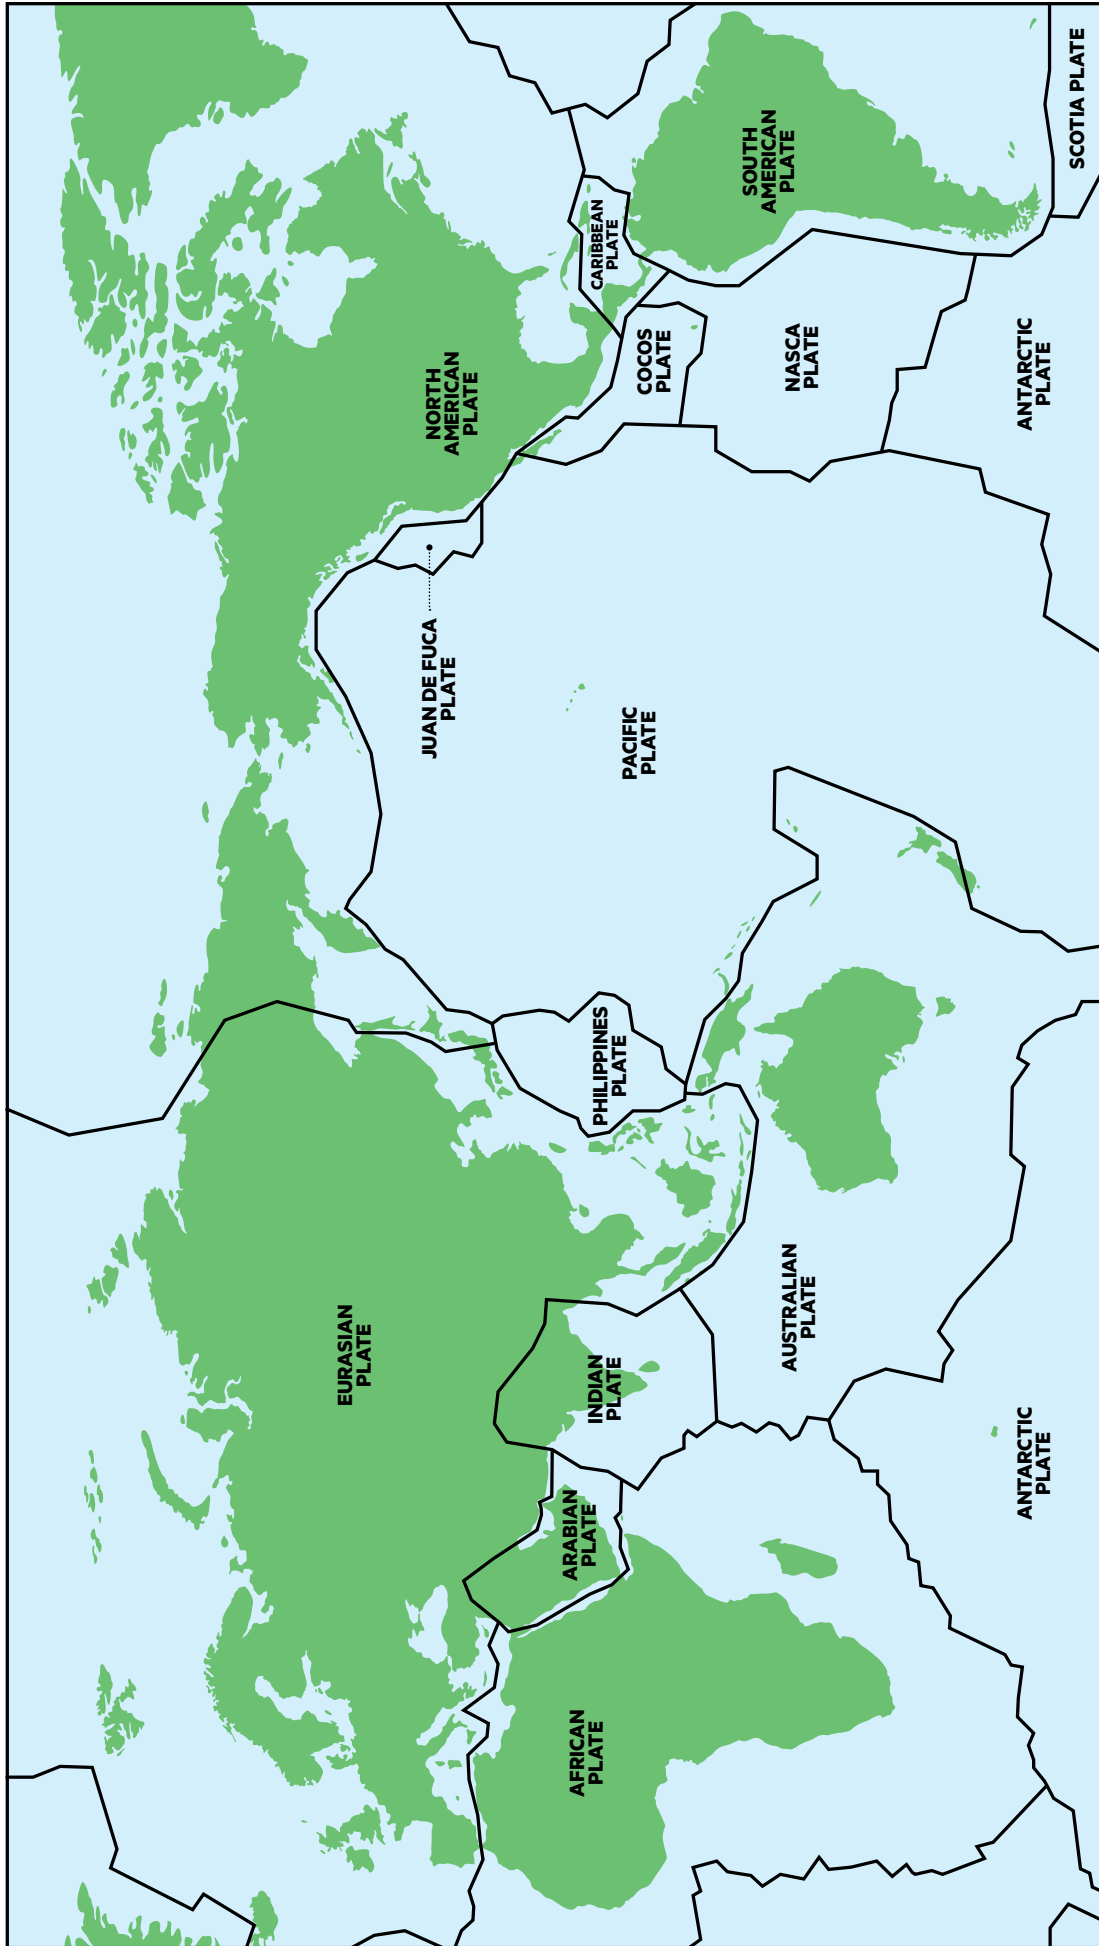 EURASIAN
PLATE
NORTH
AMERICAN
PLATE
JUAN DE FUCA
PLATE
CARIBBEAN
PLATE
COCOS
PLATE
PACIFIC
PLATE
PHILIPPINES
PLATE
ARABIAN
PLATE
INDIAN
PLATE
AFRICAN
PLATE
AUSTRALIAN
PLATE
NASCA
PLATE
SOUTH
AMERICAN
PLATE
ANTARCTIC
PLATE
ANTARCTIC
PLATE
SCOTIA PLATE